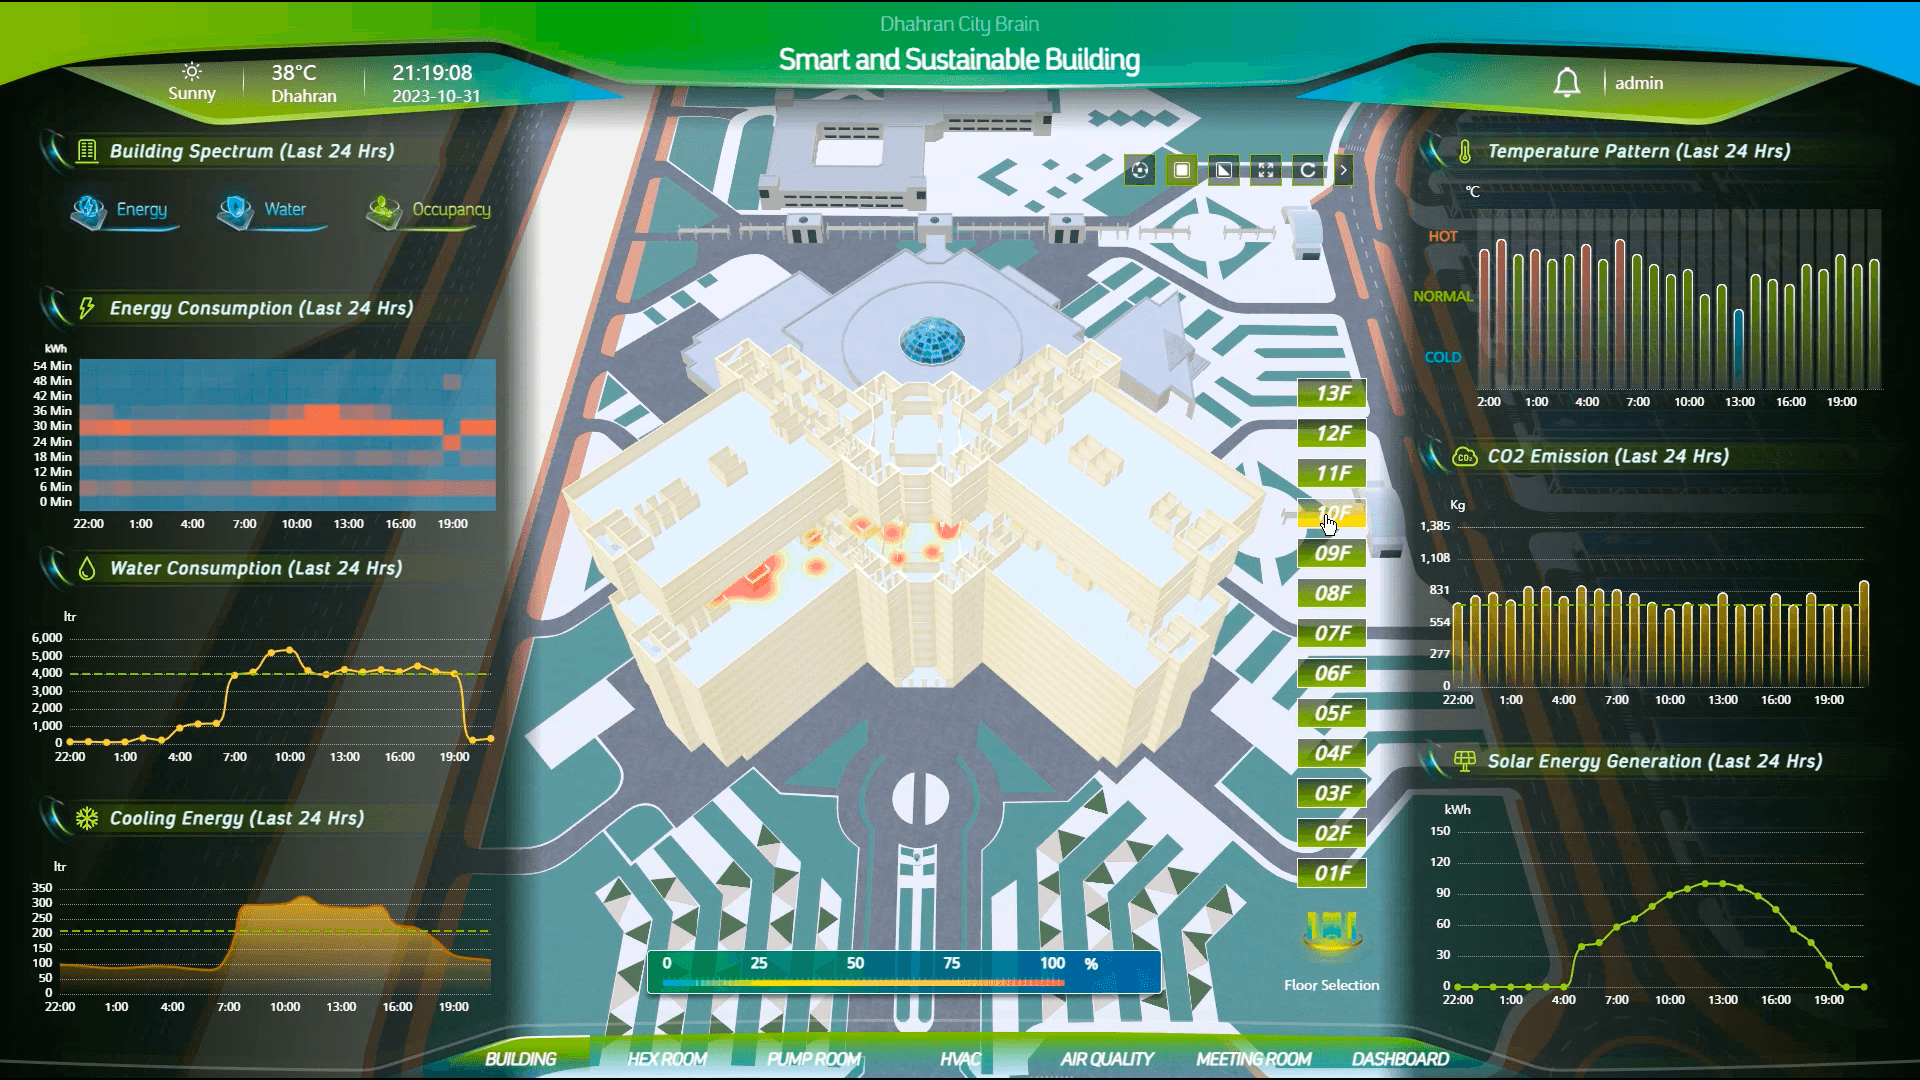 Dhahran City Brain
Smart and Sustainable Building
Sunny
38°C
Dhahran
21:19:08
2023-10-31
admin
Building Spectrum (Last 24 Hrs)
Energy
Water
Occupancy
Energy Consumption (Last 24 Hrs)
kWh
54 Min
48 Min
42 Min
36 Min
30 Min
24 Min
18 Min
12 Min
6 Min
0 Min
22:00 1:00 4:00 7:00 10:00 13:00 16:00 19:00
Water Consumption (Last 24 Hrs)
ltr
6,000
5,000
4,000
3,000
2,000
1,000
0
22:00 1:00 4:00 7:00 10:00 13:00 16:00 19:00
Cooling Energy (Last 24 Hrs)
ltr
350
300
250
200
150
100
50
0
22:00 1:00 4:00 7:00 10:00 13:00 16:00 19:00
13F
12F
11F
10F
09F
08F
07F
06F
05F
04F
03F
02F
01F
Floor Selection
0 25 50 75 100 %
Temperature Pattern (Last 24 Hrs)
°C
HOT
NORMAL
COLD
2:00 1:00 4:00 7:00 10:00 13:00 16:00 19:00
CO2 Emission (Last 24 Hrs)
Kg
1,385
1,108
831
554
277
0
22:00 1:00 4:00 7:00 10:00 13:00 16:00 19:00
Solar Energy Generation (Last 24 Hrs)
kWh
150
120
90
60
30
0
22:00 1:00 4:00 7:00 10:00 13:00 16:00 19:00
BUILDING HEX ROOM PUMP ROOM HVAC AIR QUALITY MEETING ROOM DASHBOARD